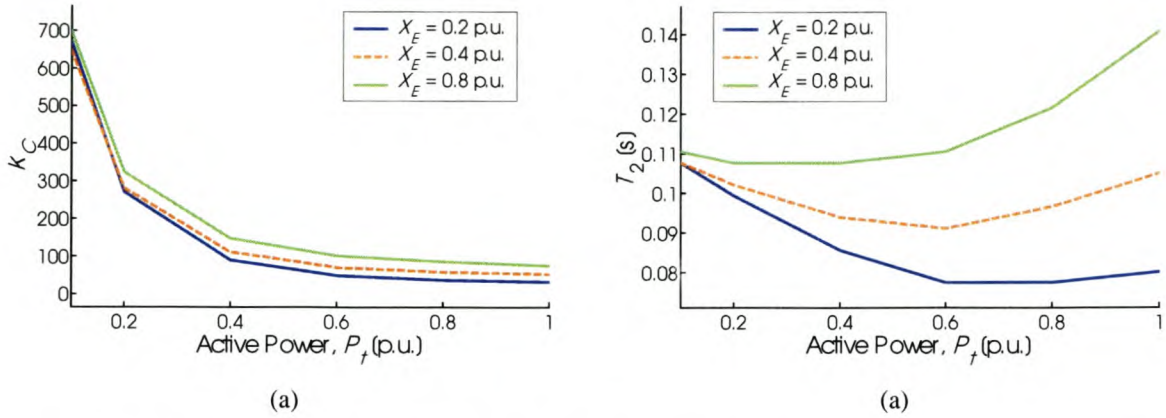 700
600
500
400
300
200
100
0
K_C
X_E = 0.2 p.u.
X_E = 0.4 p.u.
X_E = 0.8 p.u.
0.2 0.4 0.6 0.8 1
Active Power, P_t (p.u.)
(a)
0.14
0.13
0.12
0.11
0.1
0.09
0.08
T_2 (s)
X_E = 0.2 p.u.
X_E = 0.4 p.u.
X_E = 0.8 p.u.
0.2 0.4 0.6 0.8 1
Active Power, P_t (p.u.)
(a)